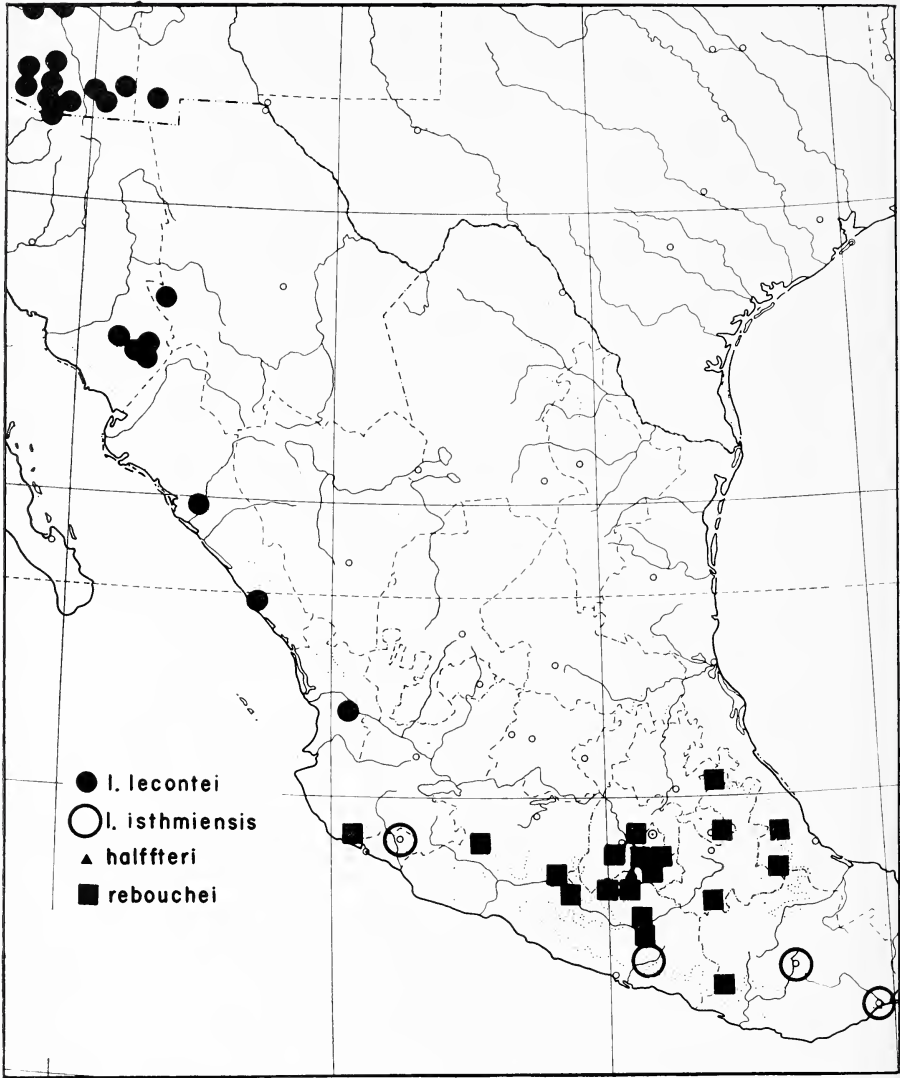 l. lecontei
l. isthmiensis
halffteri
rebouchei